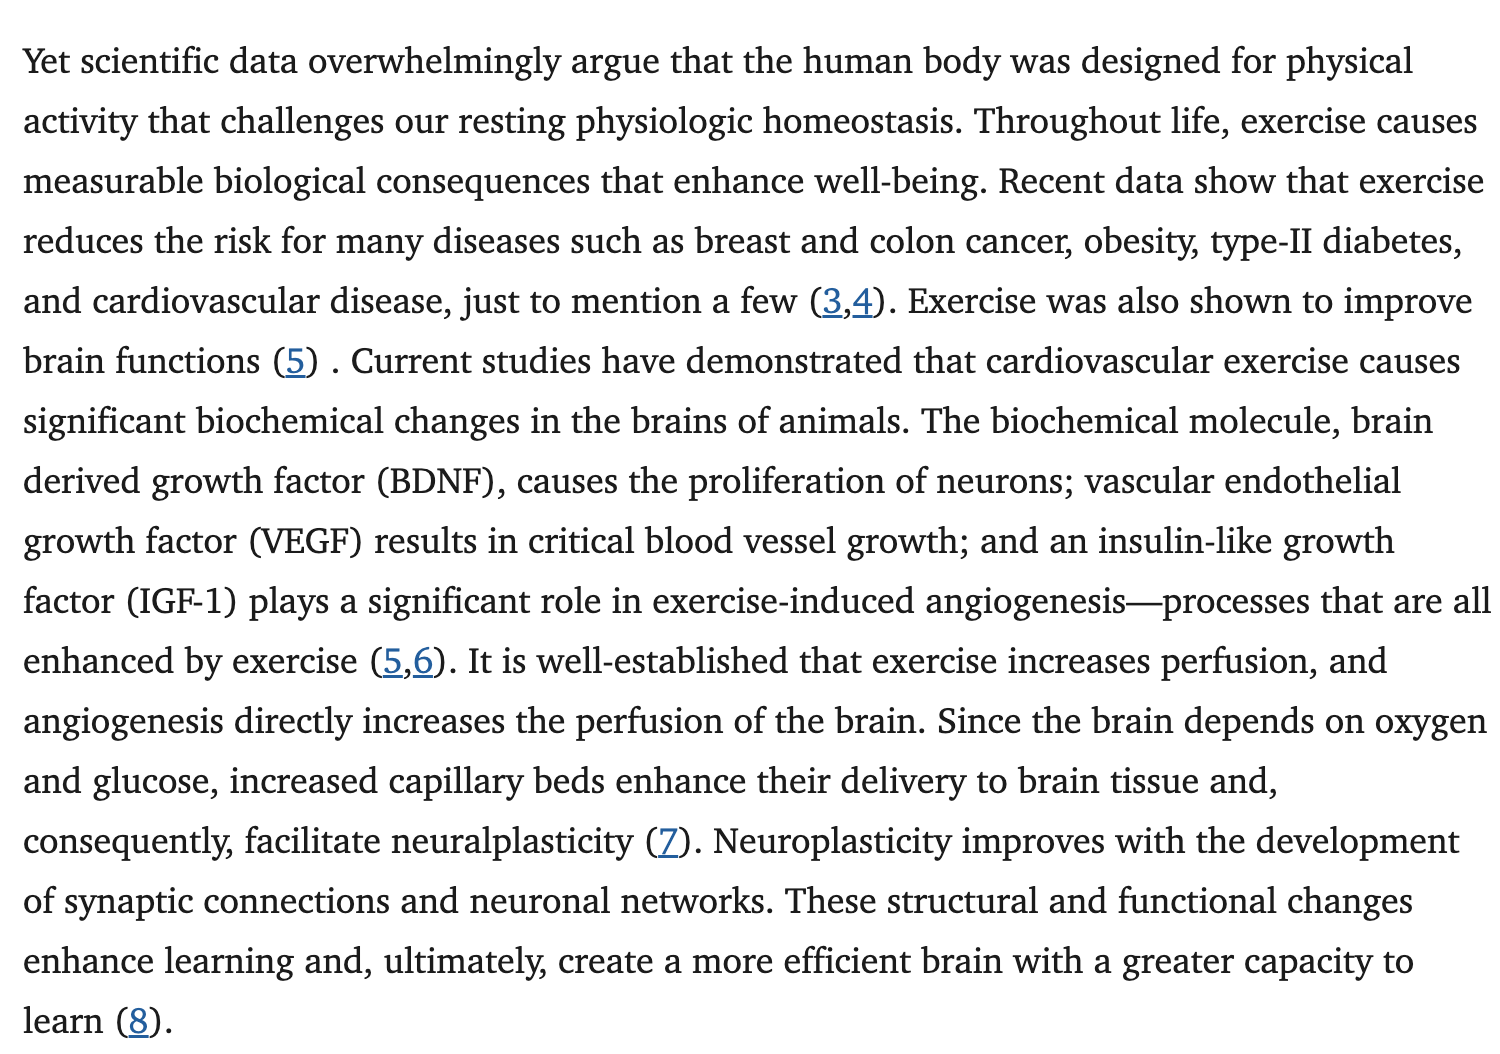 Yet scientific data overwhelmingly argue that the human body was designed for physical
activity that challenges our resting physiologic homeostasis. Throughout life, exercise causes
measurable biological consequences that enhance well-being. Recent data show that exercise
reduces the risk for many diseases such as breast and colon cancer, obesity, type-II diabetes,
and cardiovascular disease, just to mention a few (3,4). Exercise was also shown to improve
brain functions (5) . Current studies have demonstrated that cardiovascular exercise causes
significant biochemical changes in the brains of animals. The biochemical molecule, brain
derived growth factor (BDNF), causes the proliferation of neurons; vascular endothelial
growth factor (VEGF) results in critical blood vessel growth; and an insulin-like growth
factor (IGF-1) plays a significant role in exercise-induced angiogenesis—processes that are all
enhanced by exercise (5,6). It is well-established that exercise increases perfusion, and
angiogenesis directly increases the perfusion of the brain. Since the brain depends on oxygen
and glucose, increased capillary beds enhance their delivery to brain tissue and,
consequently, facilitate neuralplasticity (7). Neuroplasticity improves with the development
of synaptic connections and neuronal networks. These structural and functional changes
enhance learning and, ultimately, create a more efficient brain with a greater capacity to
learn (8).